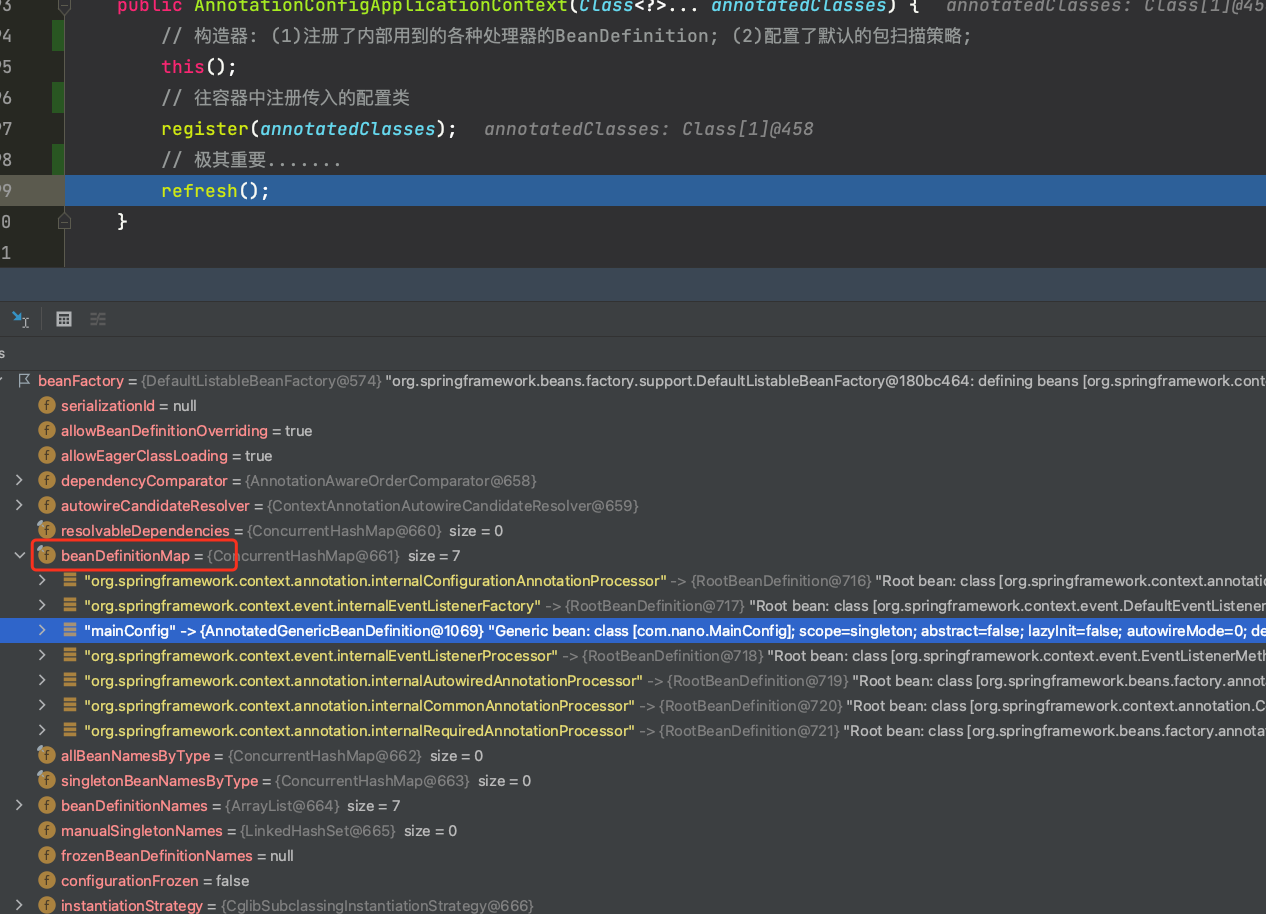 3 public AnnotationConfigApplicationContext(Class<?>... annotatedClasses) { annotatedClasses: Class[1]@45
4 // 构造器: (1)注册了内部用到的各种处理器的BeanDefinition; (2)配置了默认的包扫描策略;
5 this();
6 // 往容器中注册传入的配置类
7 register(annotatedClasses); annotatedClasses: Class[1]@458
8 // 极其重要.......
9 refresh();
0 }
1
s
beanFactory = {DefaultListableBeanFactory@574} "org.springframework.beans.factory.support.DefaultListableBeanFactory@180bc464: defining beans [org.springframework.cont
serializationId = null
allowBeanDefinitionOverriding = true
allowEagerClassLoading = true
dependencyComparator = {AnnotationAwareOrderComparator@658}
autowireCandidateResolver = {ContextAnnotationAutowireCandidateResolver@659}
resolvableDependencies = {ConcurrentHashMap@660} size = 0
beanDefinitionMap = {ConcurrentHashMap@661} size = 7
"org.springframework.context.annotation.internalConfigurationAnnotationProcessor" -> {RootBeanDefinition@716} "Root bean: class [org.springframework.context.annotatio
"org.springframework.context.event.internalEventListenerFactory" -> {RootBeanDefinition@717} "Root bean: class [org.springframework.context.event.DefaultEventListener
"mainConfig" -> {AnnotatedGenericBeanDefinition@1069} "Generic bean: class [com.nano.MainConfig]; scope=singleton; abstract=false; lazyInit=false; autowireMode=0; de
"org.springframework.context.event.internalEventListenerProcessor" -> {RootBeanDefinition@718} "Root bean: class [org.springframework.context.event.EventListenerMeth
"org.springframework.context.annotation.internalAutowiredAnnotationProcessor" -> {RootBeanDefinition@719} "Root bean: class [org.springframework.beans.factory.annot
"org.springframework.context.annotation.internalCommonAnnotationProcessor" -> {RootBeanDefinition@720} "Root bean: class [org.springframework.context.annotation.C
"org.springframework.context.annotation.internalRequiredAnnotationProcessor" -> {RootBeanDefinition@721} "Root bean: class [org.springframework.beans.factory.annota
allBeanNamesByType = {ConcurrentHashMap@662} size = 0
singletonBeanNamesByType = {ConcurrentHashMap@663} size = 0
beanDefinitionNames = {ArrayList@664} size = 7
manualSingletonNames = {LinkedHashSet@665} size = 0
frozenBeanDefinitionNames = null
configurationFrozen = false
instantiationStrategy = {CglibSubclassingInstantiationStrategy@666}